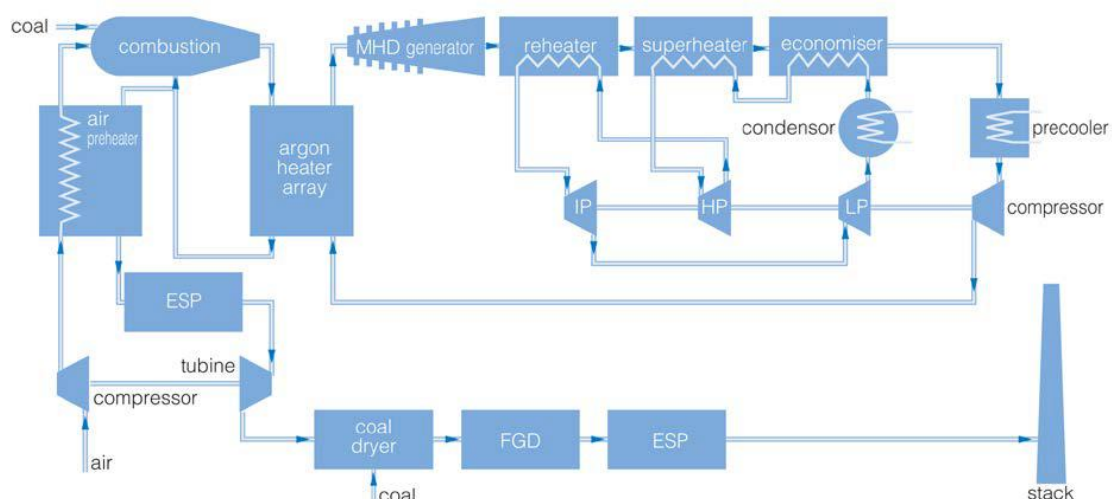 coal
combustion
MHD generator
reheater
superheater
economiser
air
preheater
argon
heater
array
condensor
precooler
IP
HP
LP
compressor
ESP
tubine
compressor
air
coal
dryer
FGD
ESP
coal
stack